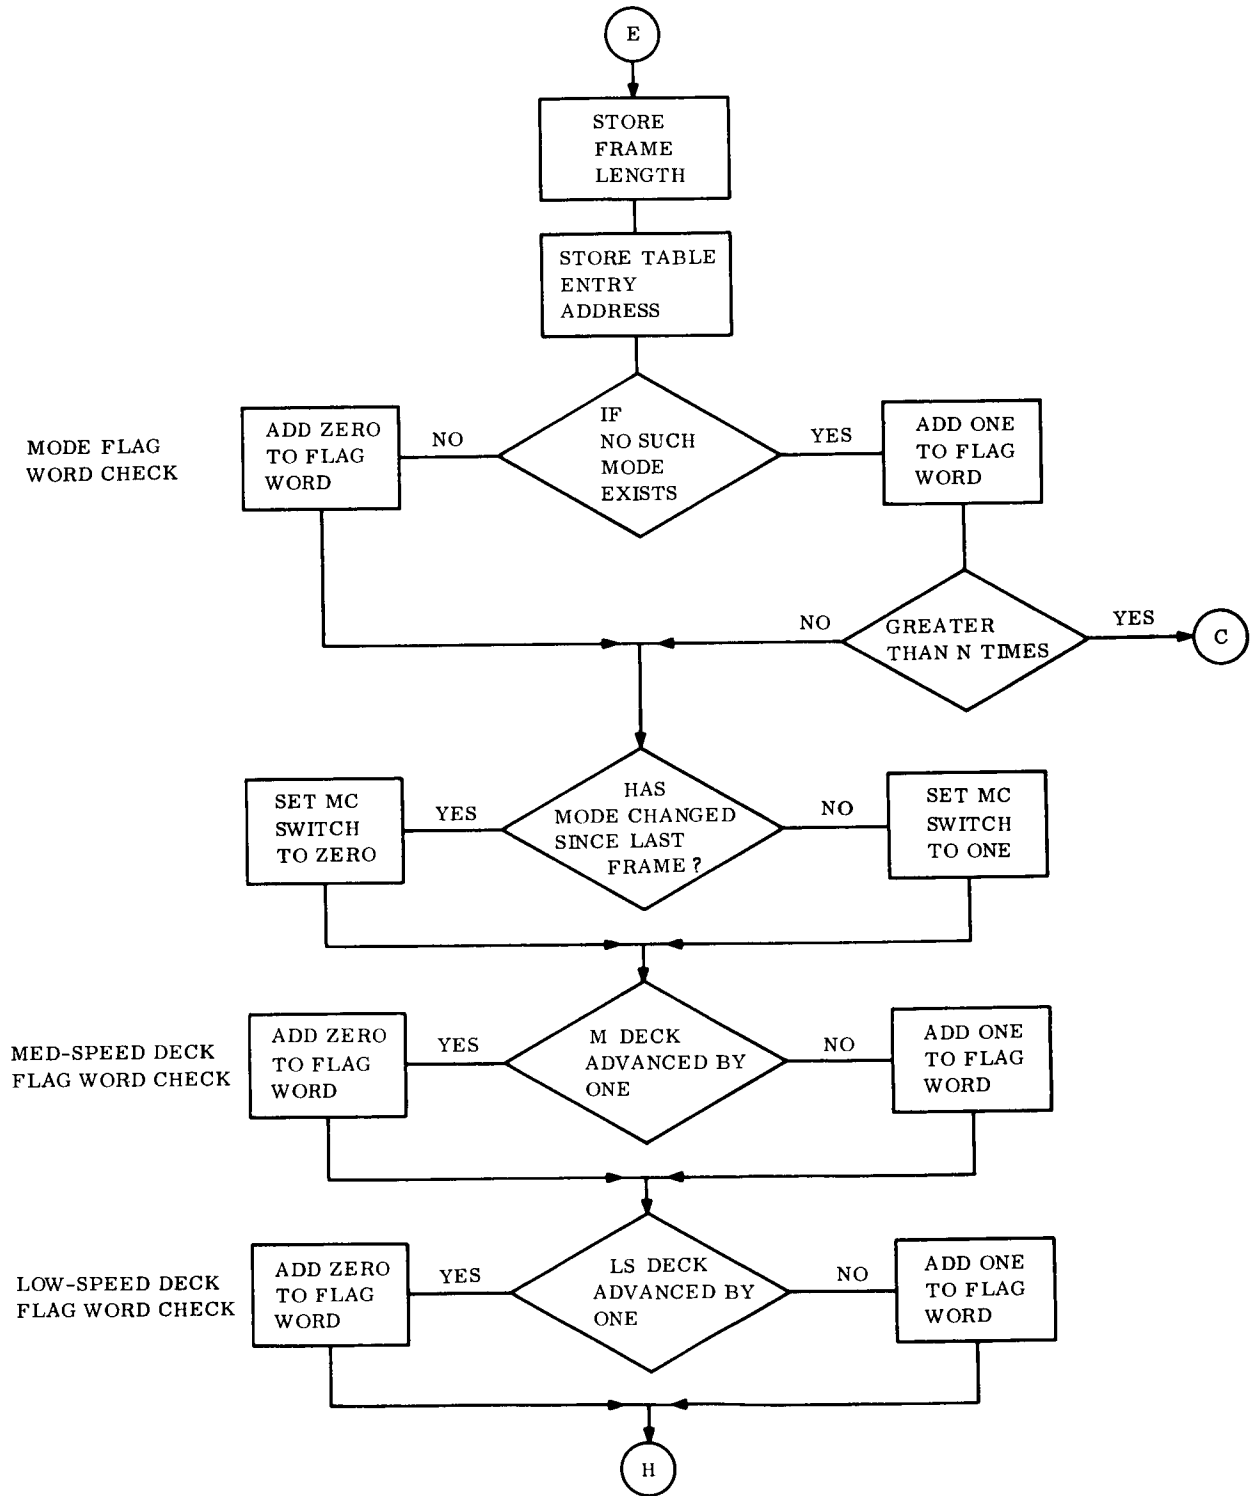 E
STORE
FRAME
LENGTH
STORE TABLE
ENTRY
ADDRESS
MODE FLAG
WORD CHECK
ADD ZERO
TO FLAG
WORD
NO
IF
NO SUCH
MODE
EXISTS
YES
ADD ONE
TO FLAG
WORD
NO
GREATER
THAN N TIMES
YES
C
SET MC
SWITCH
TO ZERO
YES
HAS
MODE CHANGED
SINCE LAST
FRAME?
NO
SET MC
SWITCH
TO ONE
MED-SPEED DECK
FLAG WORD CHECK
ADD ZERO
TO FLAG
WORD
YES
M DECK
ADVANCED BY
ONE
NO
ADD ONE
TO FLAG
WORD
LOW-SPEED DECK
FLAG WORD CHECK
ADD ZERO
TO FLAG
WORD
YES
LS DECK
ADVANCED BY
ONE
NO
ADD ONE
TO FLAG
WORD
H